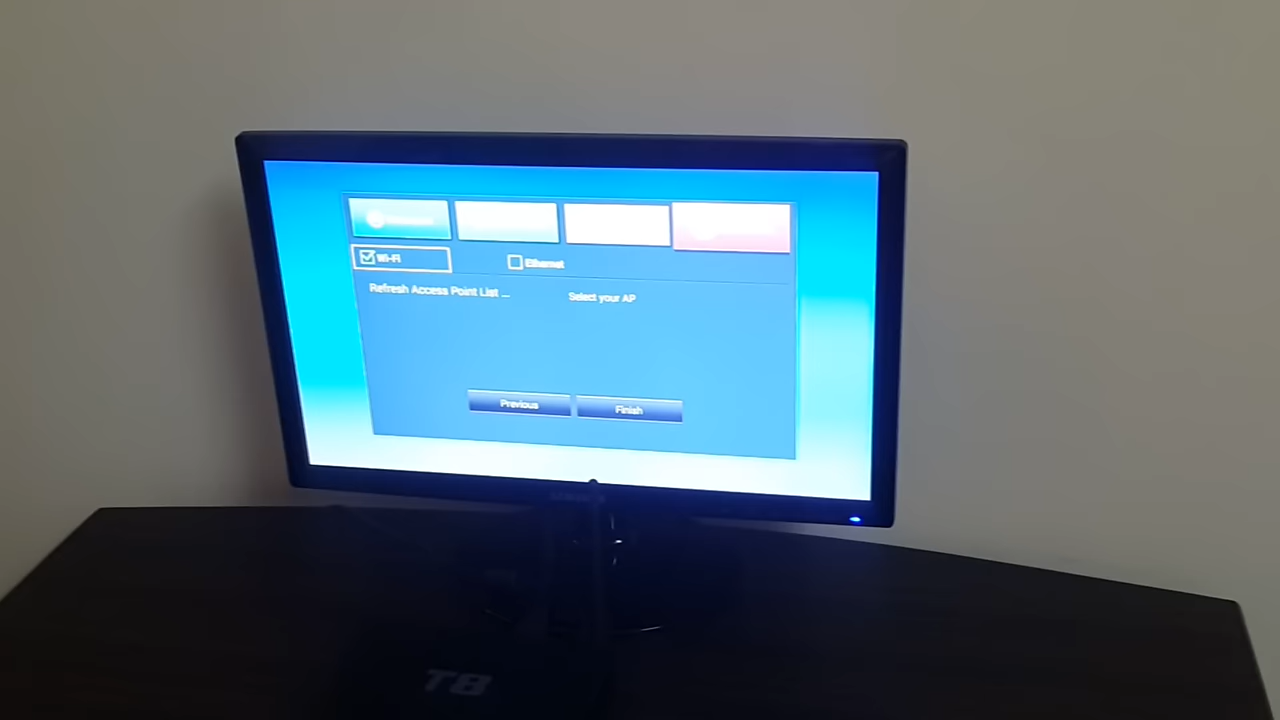 Wi-Fi
Ethernet
Refresh Access Point List ...
Select your AP
Previous
Finish
T8